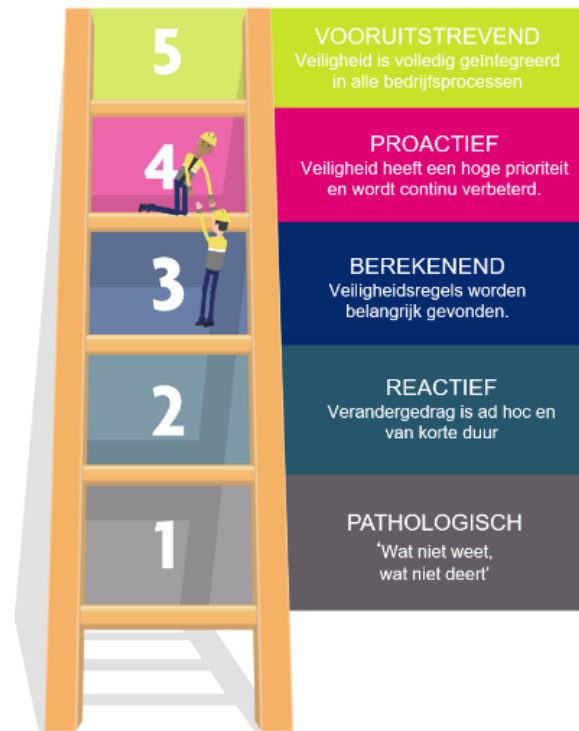 5
VOORUITSTREVEND
Veiligheid is volledig geïntegreerd
in alle bedrijfsprocessen
4
PROACTIEF
Veiligheid heeft een hoge prioriteit
en wordt continu verbeterd.
3
BEREKENEND
Veiligheidsregels worden
belangrijk gevonden.
2
REACTIEF
Verandergedrag is ad hoc en
van korte duur
1
PATHOLOGISCH
‘Wat niet weet,
wat niet deert’